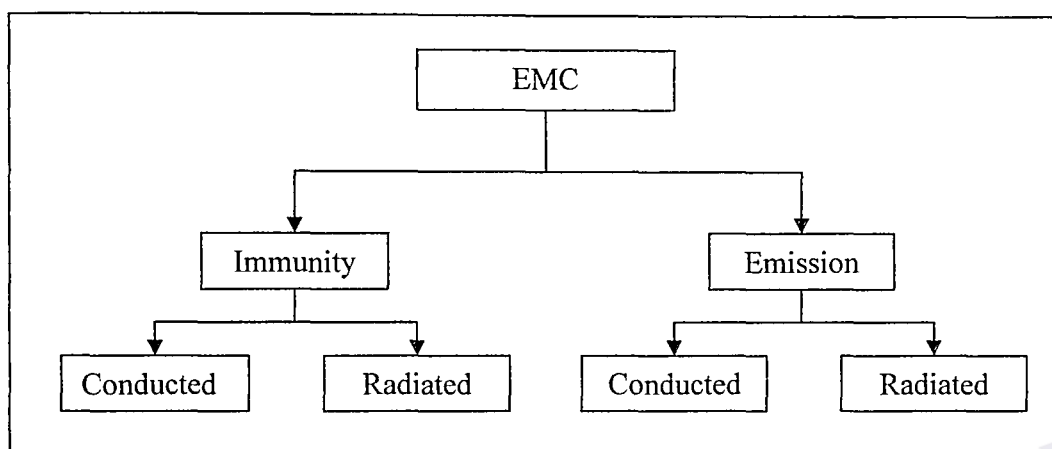 EMC
Immunity
Emission
Conducted
Radiated
Conducted
Radiated